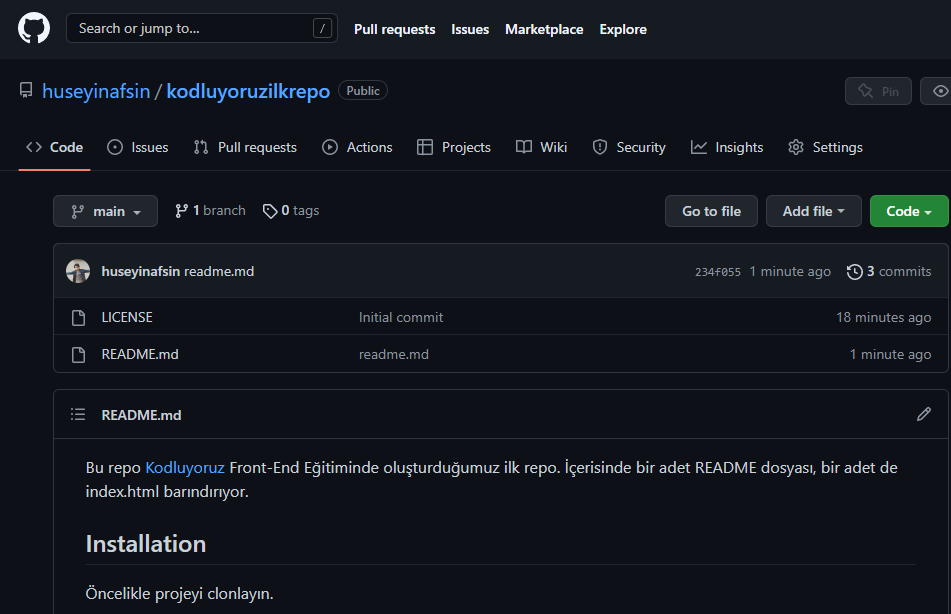 Search or jump to... /
Pull requests Issues Marketplace Explore
huseyinafsin / kodluyoruzilkrepo Public
Pin
Code Issues Pull requests Actions Projects Wiki Security Insights Settings
main 1 branch 0 tags Go to file Add file Code
huseyinafsin readme.md 234f055 1 minute ago 3 commits
LICENSE Initial commit 18 minutes ago
README.md readme.md 1 minute ago
README.md
Bu repo Kodluyoruz Front-End Eğitiminde oluşturduğumuz ilk repo. İçerisinde bir adet README dosyası, bir adet de
index.html barındırıyor.
Installation
Öncelikle projeyi clonlayın.